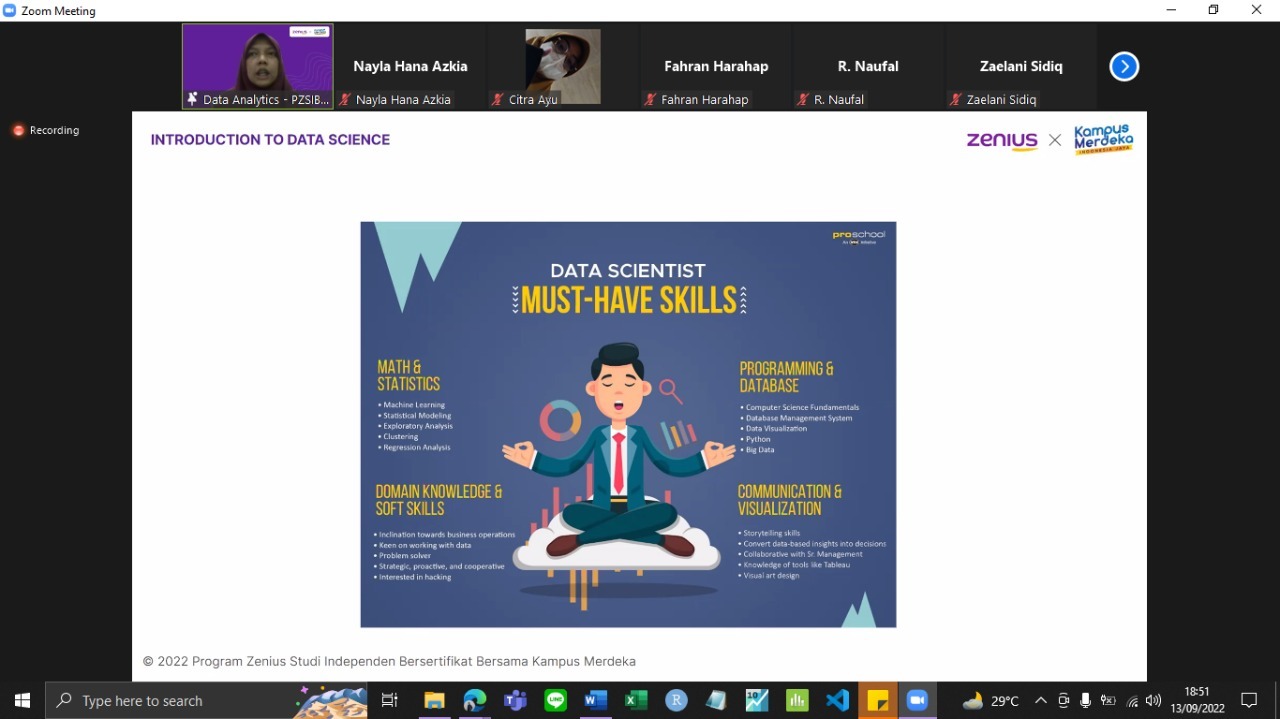 Zoom Meeting
Nayla Hana Azkia
Fahran Harahap
R. Naufal
Zaelani Sidiq
Data Analytics - PZSIB...
Nayla Hana Azkia
Citra Ayu
Fahran Harahap
R. Naufal
Zaelani Sidiq
Recording
INTRODUCTION TO DATA SCIENCE
zenius
Kampus
Merdeka
INDONESIA JAYA
proschool
DATA SCIENTIST
MUST-HAVE SKILLS
MATH &
STATISTICS
• Machine Learning
• Statistical Modeling
• Exploratory Analysis
• Clustering
• Regression Analysis
PROGRAMMING &
DATABASE
• Computer Science Fundamentals
• Database Management System
• Data Visualization
• Python
• Big Data
DOMAIN KNOWLEDGE &
SOFT SKILLS
• Inclination towards business operations
• Keen on working with data
• Problem solver
• Strategic, proactive, and cooperative
• Interested in hacking
COMMUNICATION &
VISUALIZATION
• Storytelling skills
• Convert data-based insights into decisions
• Collaborative with Sr. Management
• Knowledge of tools like Tableau
• Visual art design
© 2022 Program Zenius Studi Independen Bersertifikat Bersama Kampus Merdeka
Type here to search
29°C
18:51
13/09/2022